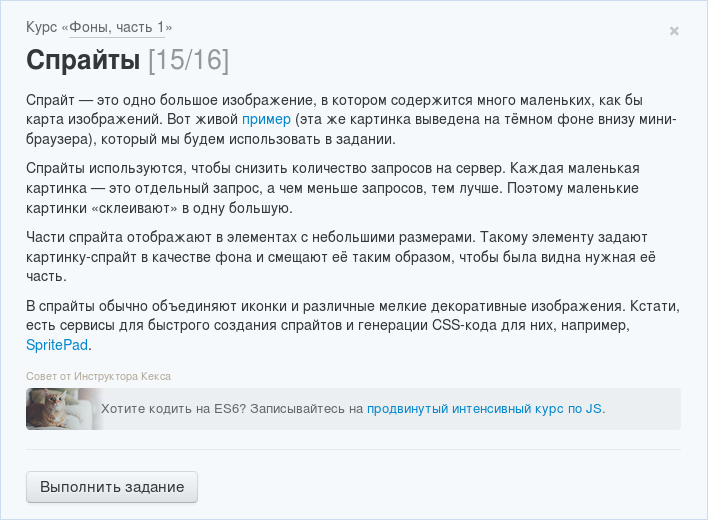 Курс «Фоны, часть 1»
×
Спрайты [15/16]
Спрайт — это одно большое изображение, в котором содержится много маленьких, как бы
карта изображений. Вот живой пример (эта же картинка выведена на тёмном фоне внизу мини-
браузера), который мы будем использовать в задании.
Спрайты используются, чтобы снизить количество запросов на сервер. Каждая маленькая
картинка — это отдельный запрос, а чем меньше запросов, тем лучше. Поэтому маленькие
картинки «склеивают» в одну большую.
Части спрайта отображают в элементах с небольшими размерами. Такому элементу задают
картинку-спрайт в качестве фона и смещают её таким образом, чтобы была видна нужная её
часть.
В спрайты обычно объединяют иконки и различные мелкие декоративные изображения. Кстати,
есть сервисы для быстрого создания спрайтов и генерации CSS-кода для них, например,
SpritePad.
Совет от Инструктора Кекса
Хотите кодить на ES6? Записывайтесь на продвинутый интенсивный курс по JS.
Выполнить задание